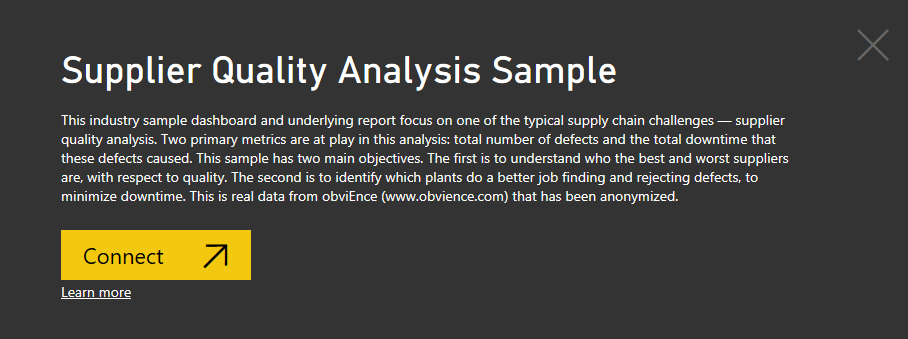 Supplier Quality Analysis Sample
This industry sample dashboard and underlying report focus on one of the typical supply chain challenges — supplier
quality analysis. Two primary metrics are at play in this analysis: total number of defects and the total downtime that
these defects caused. This sample has two main objectives. The first is to understand who the best and worst suppliers
are, with respect to quality. The second is to identify which plants do a better job finding and rejecting defects, to
minimize downtime. This is real data from obviEnce (www.obvience.com) that has been anonymized.
Connect
Learn more